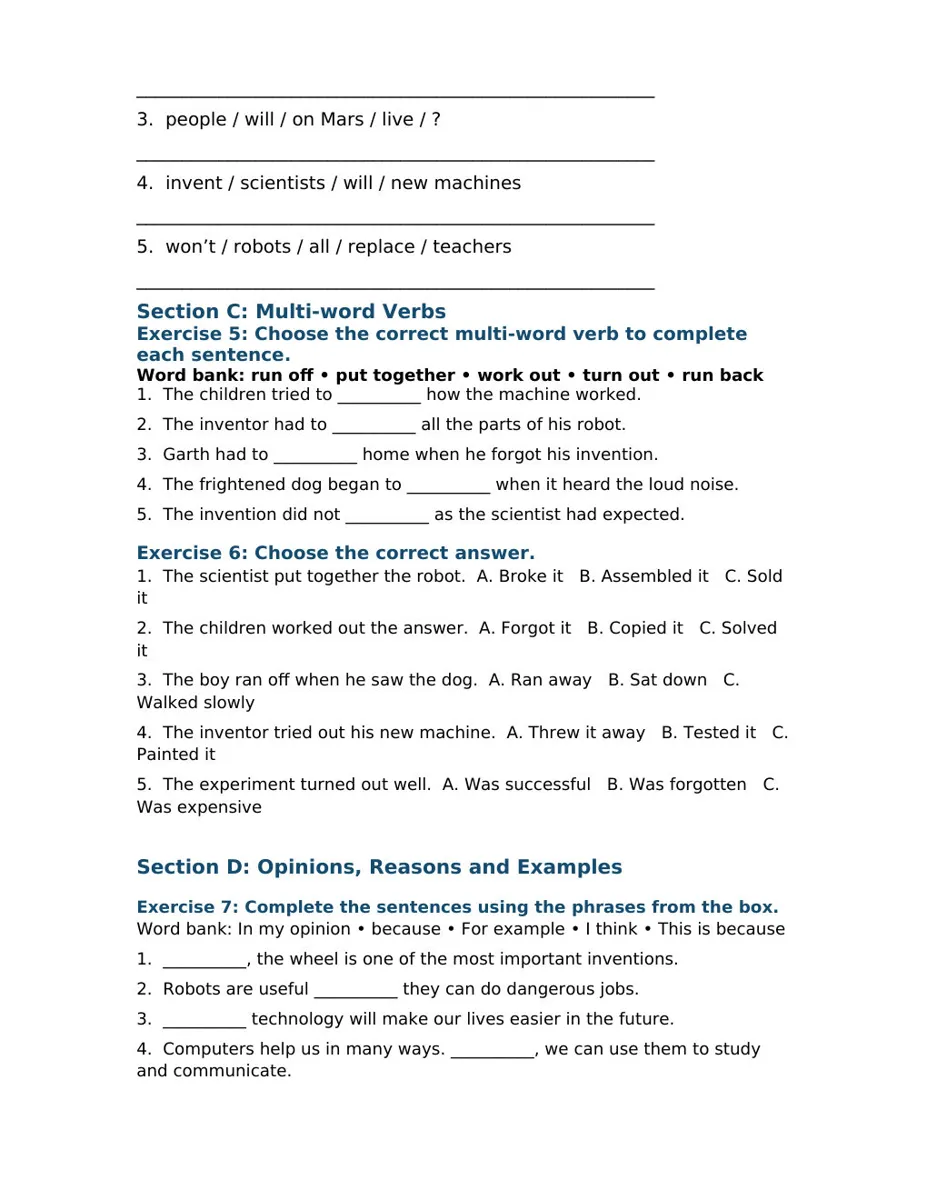 3.  people / will / on Mars / live / ?
4.  invent / scientists / will / new machines
5.  won’t / robots / all / replace / teachers
Section C: Multi-word Verbs
Exercise 5: Choose the correct multi-word verb to complete
each sentence.
Word bank: run off • put together • work out • turn out • run back
1.  The children tried to __________ how the machine worked.
2.  The inventor had to __________ all the parts of his robot.
3.  Garth had to __________ home when he forgot his invention.
4.  The frightened dog began to __________ when it heard the loud noise.
5.  The invention did not __________ as the scientist had expected.
Exercise 6: Choose the correct answer.
1.  The scientist put together the robot.  A. Broke it   B. Assembled it   C. Sold
it
2.  The children worked out the answer.  A. Forgot it   B. Copied it   C. Solved
it
3.  The boy ran off when he saw the dog.  A. Ran away   B. Sat down   C.
Walked slowly
4.  The inventor tried out his new machine.  A. Threw it away   B. Tested it   C.
Painted it
5.  The experiment turned out well.  A. Was successful   B. Was forgotten   C.
Was expensive
Section D: Opinions, Reasons and Examples
Exercise 7: Complete the sentences using the phrases from the box.
Word bank: In my opinion • because • For example • I think • This is because
1.  __________, the wheel is one of the most important inventions.
2.  Robots are useful __________ they can do dangerous jobs.
3.  __________ technology will make our lives easier in the future.
4.  Computers help us in many ways. __________, we can use them to study
and communicate.